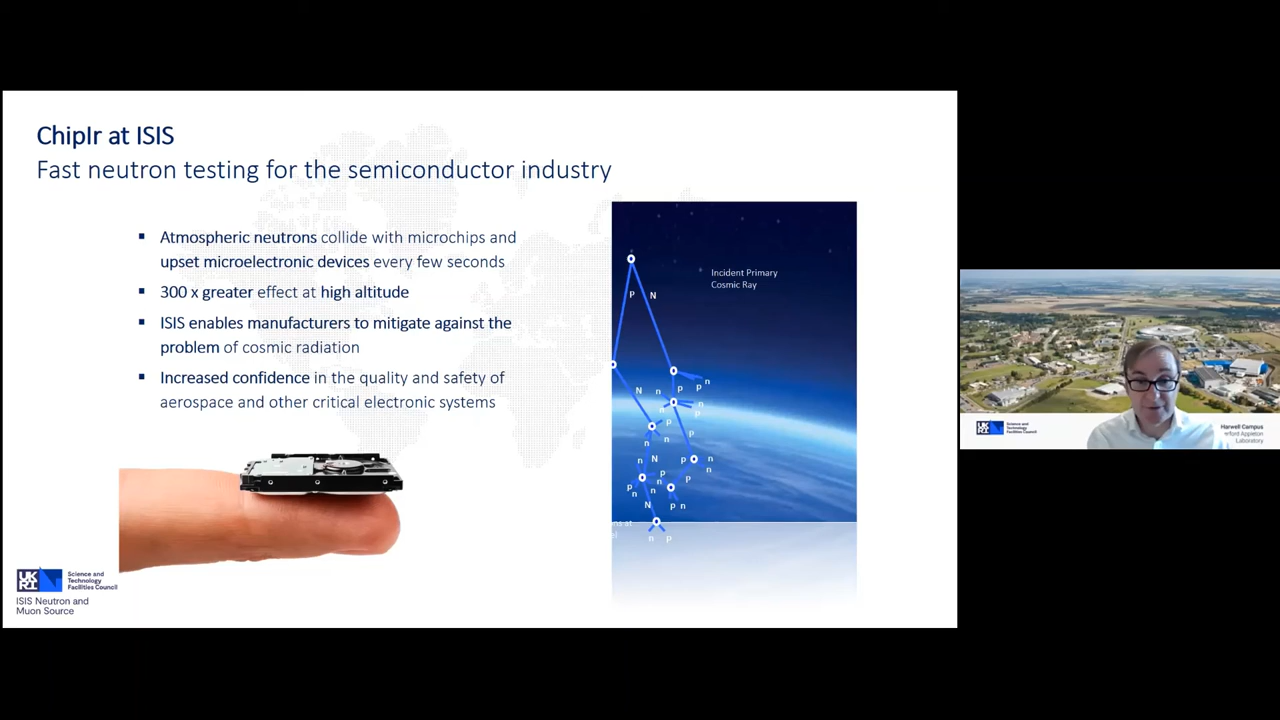 ChipIr at ISIS
Fast neutron testing for the semiconductor industry
Atmospheric neutrons collide with microchips and
upset microelectronic devices every few seconds
300 x greater effect at high altitude
ISIS enables manufacturers to mitigate against the
problem of cosmic radiation
Increased confidence in the quality and safety of
aerospace and other critical electronic systems
Incident Primary
Cosmic Ray
P N
N n p p n
n n
p p
n n p
n N p n
p n n p
n
N p n
n p
UKRI
Science and
Technology
Facilities Council
ISIS Neutron and
Muon Source
UKRI
Science and
Technology
Facilities Council
Harwell Campus
Appleton
Laboratory